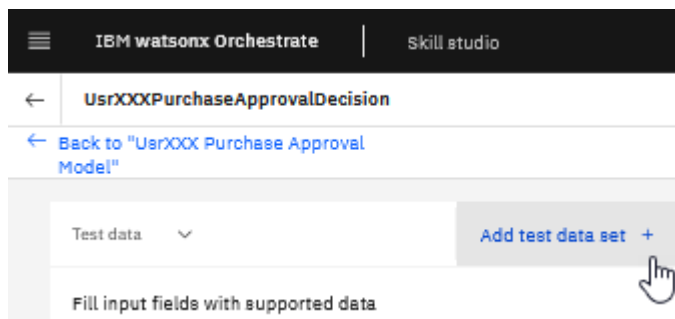 IBM watsonx Orchestrate Skill studio
UsrXXXPurchaseApprovalDecision
Back to "UsrXXX Purchase Approval
Model"
Test data Add test data set +
Fill input fields with supported data